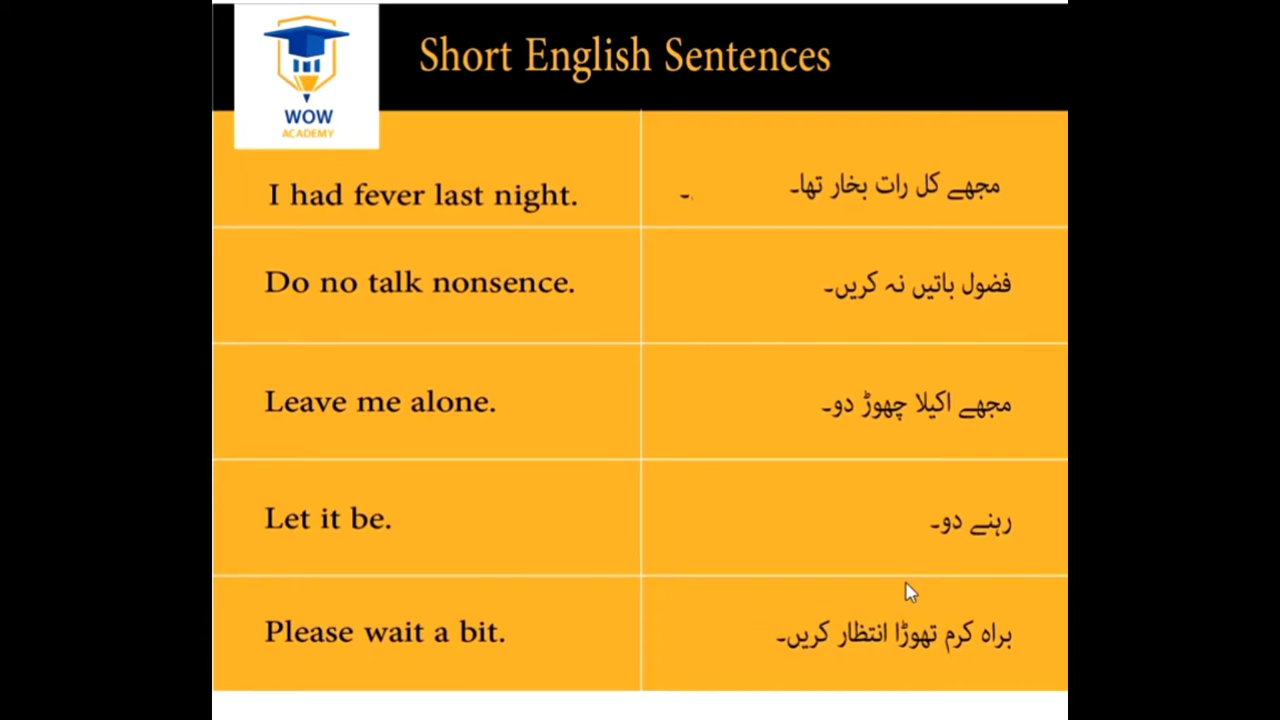 WOW
ACADEMY
Short English Sentences
I had fever last night.
مجھے کل رات بخار تھا۔
Do no talk nonsence.
فضول باتیں نہ کریں۔
Leave me alone.
مجھے اکیلا چھوڑ دو۔
Let it be.
رہنے دو۔
Please wait a bit.
براہ کرم تھوڑا انتظار کریں۔